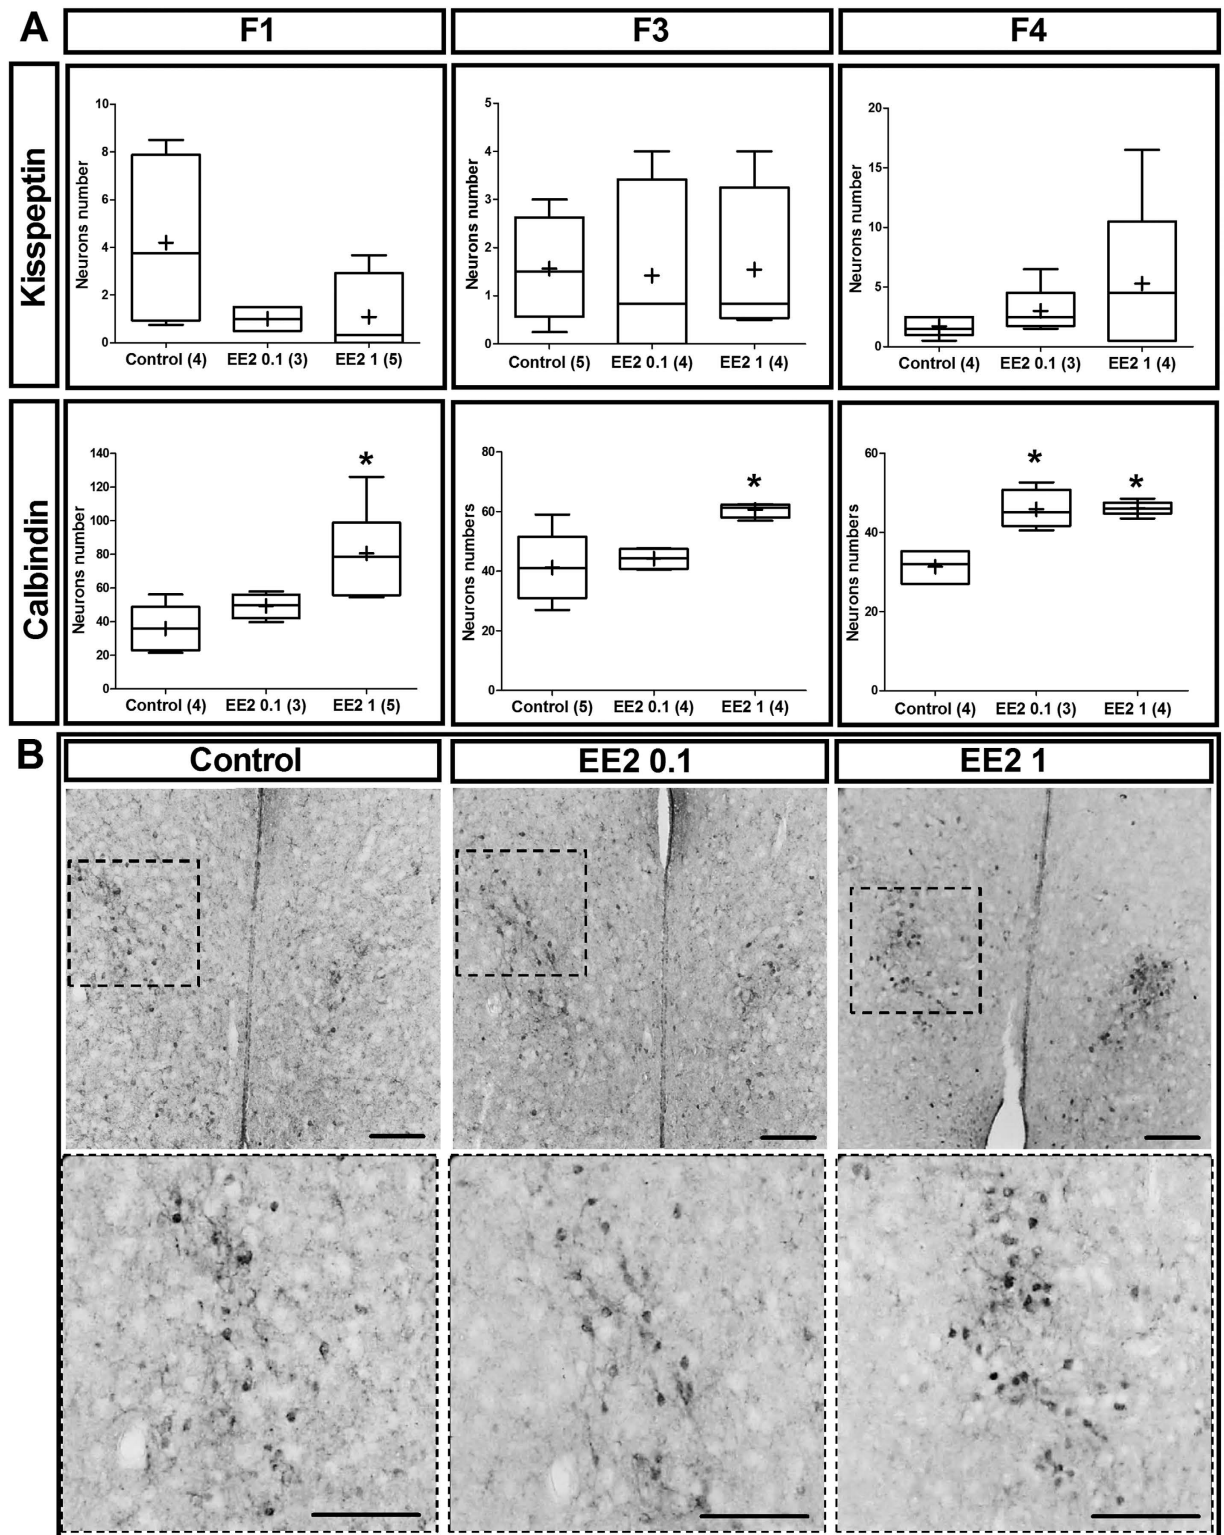 A
F1
F3
F4
Kisspeptin
Neurons number
10
8
6
4
2
0
Control (4)
EE2 0.1 (3)
EE2 1 (5)
Neurons number
5
4
3
2
1
0
Control (5)
EE2 0.1 (4)
EE2 1 (4)
Neurons number
20
15
10
5
0
Control (4)
EE2 0.1 (3)
EE2 1 (4)
Calbindin
Neurons number
140
120
100
80
60
40
20
0
*
Control (4)
EE2 0.1 (3)
EE2 1 (5)
Neurons numbers
80
60
40
20
0
*
Control (5)
EE2 0.1 (4)
EE2 1 (4)
Neurons numbers
60
40
20
0
*
*
Control (4)
EE2 0.1 (3)
EE2 1 (4)
B
Control
EE2 0.1
EE2 1